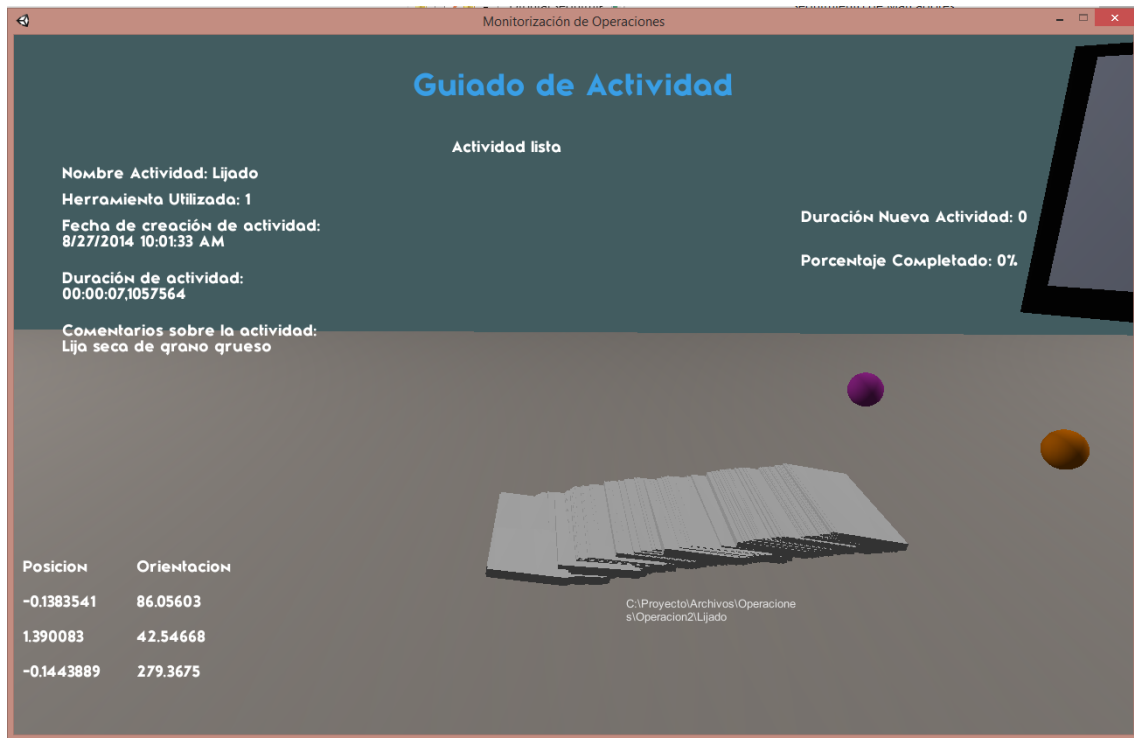 Monitorización de Operaciones
Guiado de Actividad
Actividad lista
Nombre Actividad: Lijado
Herramienta Utilizada: 1
Fecha de creación de actividad:
8/27/2014 10:01:33 AM
Duración de actividad:
00:00:07,1057564
Comentarios sobre la actividad:
Lija seca de grano grueso
Duración Nueva Actividad: 0
Porcentaje Completado: 0%
Posicion Orientacion
-0.1383541 86.05603
1.390083 42.54668
-0.1443889 279.3675
C:\Proyecto\Archivos\Operacione
s\Operacion2\Lijado